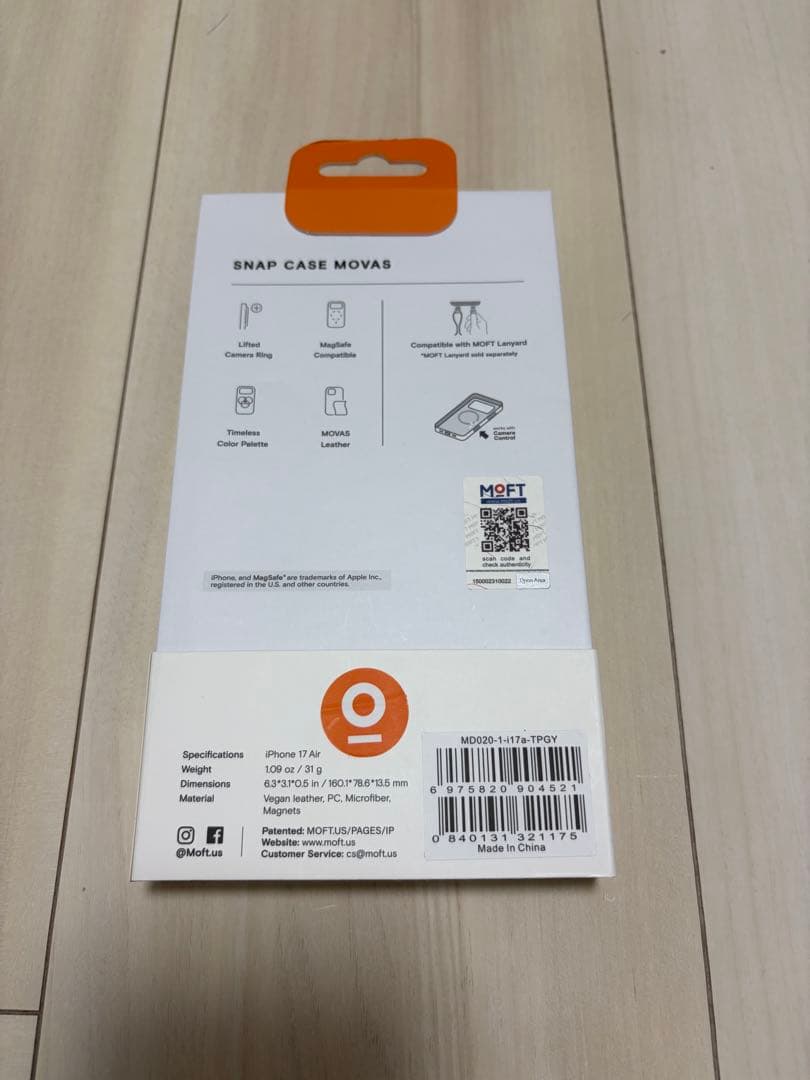 SNAP CASE MOVAS
Lifted
Camera Ring
MagSafe
Compatible
Timeless
Color Palette
MOVAS
Leather
Compatible with MOFT Lanyard
*MOFT Lanyard sold separately
works with
Camera
Control
MOFT
www.moft.us
scan code and
check authenticity
150002310022
iPhone, and MagSafe® are trademarks of Apple Inc.,
registered in the U.S. and other countries.
Specifications iPhone 17 Air
Weight 1.09 oz / 31 g
Dimensions 6.3*3.1*0.5 in / 160.1*78.6*13.5 mm
Material Vegan leather, PC, Microfiber,
Magnets
@Moft.us
Patented: MOFT.US/PAGES/IP
Website: www.moft.us
Customer Service: cs@moft.us
MD020-1-i17a-TPGY
6 975820 904521
0 840131 321175
Made In China